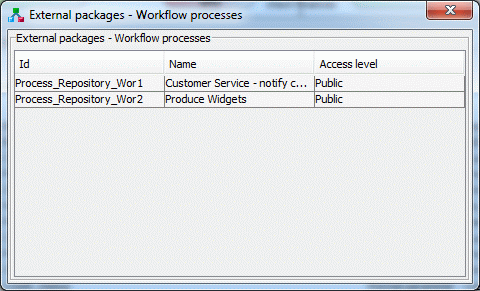 External packages - Workflow processes
External packages - Workflow processes
Id Name Access level
Process_Repository_Wor1 Customer Service - notify c... Public
Process_Repository_Wor2 Produce Widgets Public